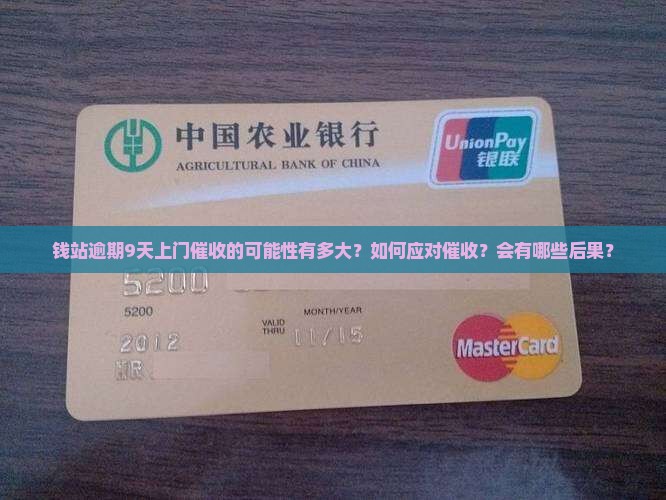 中国农业银行
AGRICULTURAL BANK OF CHINA
UnionPay
银联
钱站逾期9天上门催收的可能性有多大？如何应对催收？会有哪些后果？
5200
5200
MONTH/YEAR
VALID
THRU
11/15
2012
MR
MasterCard